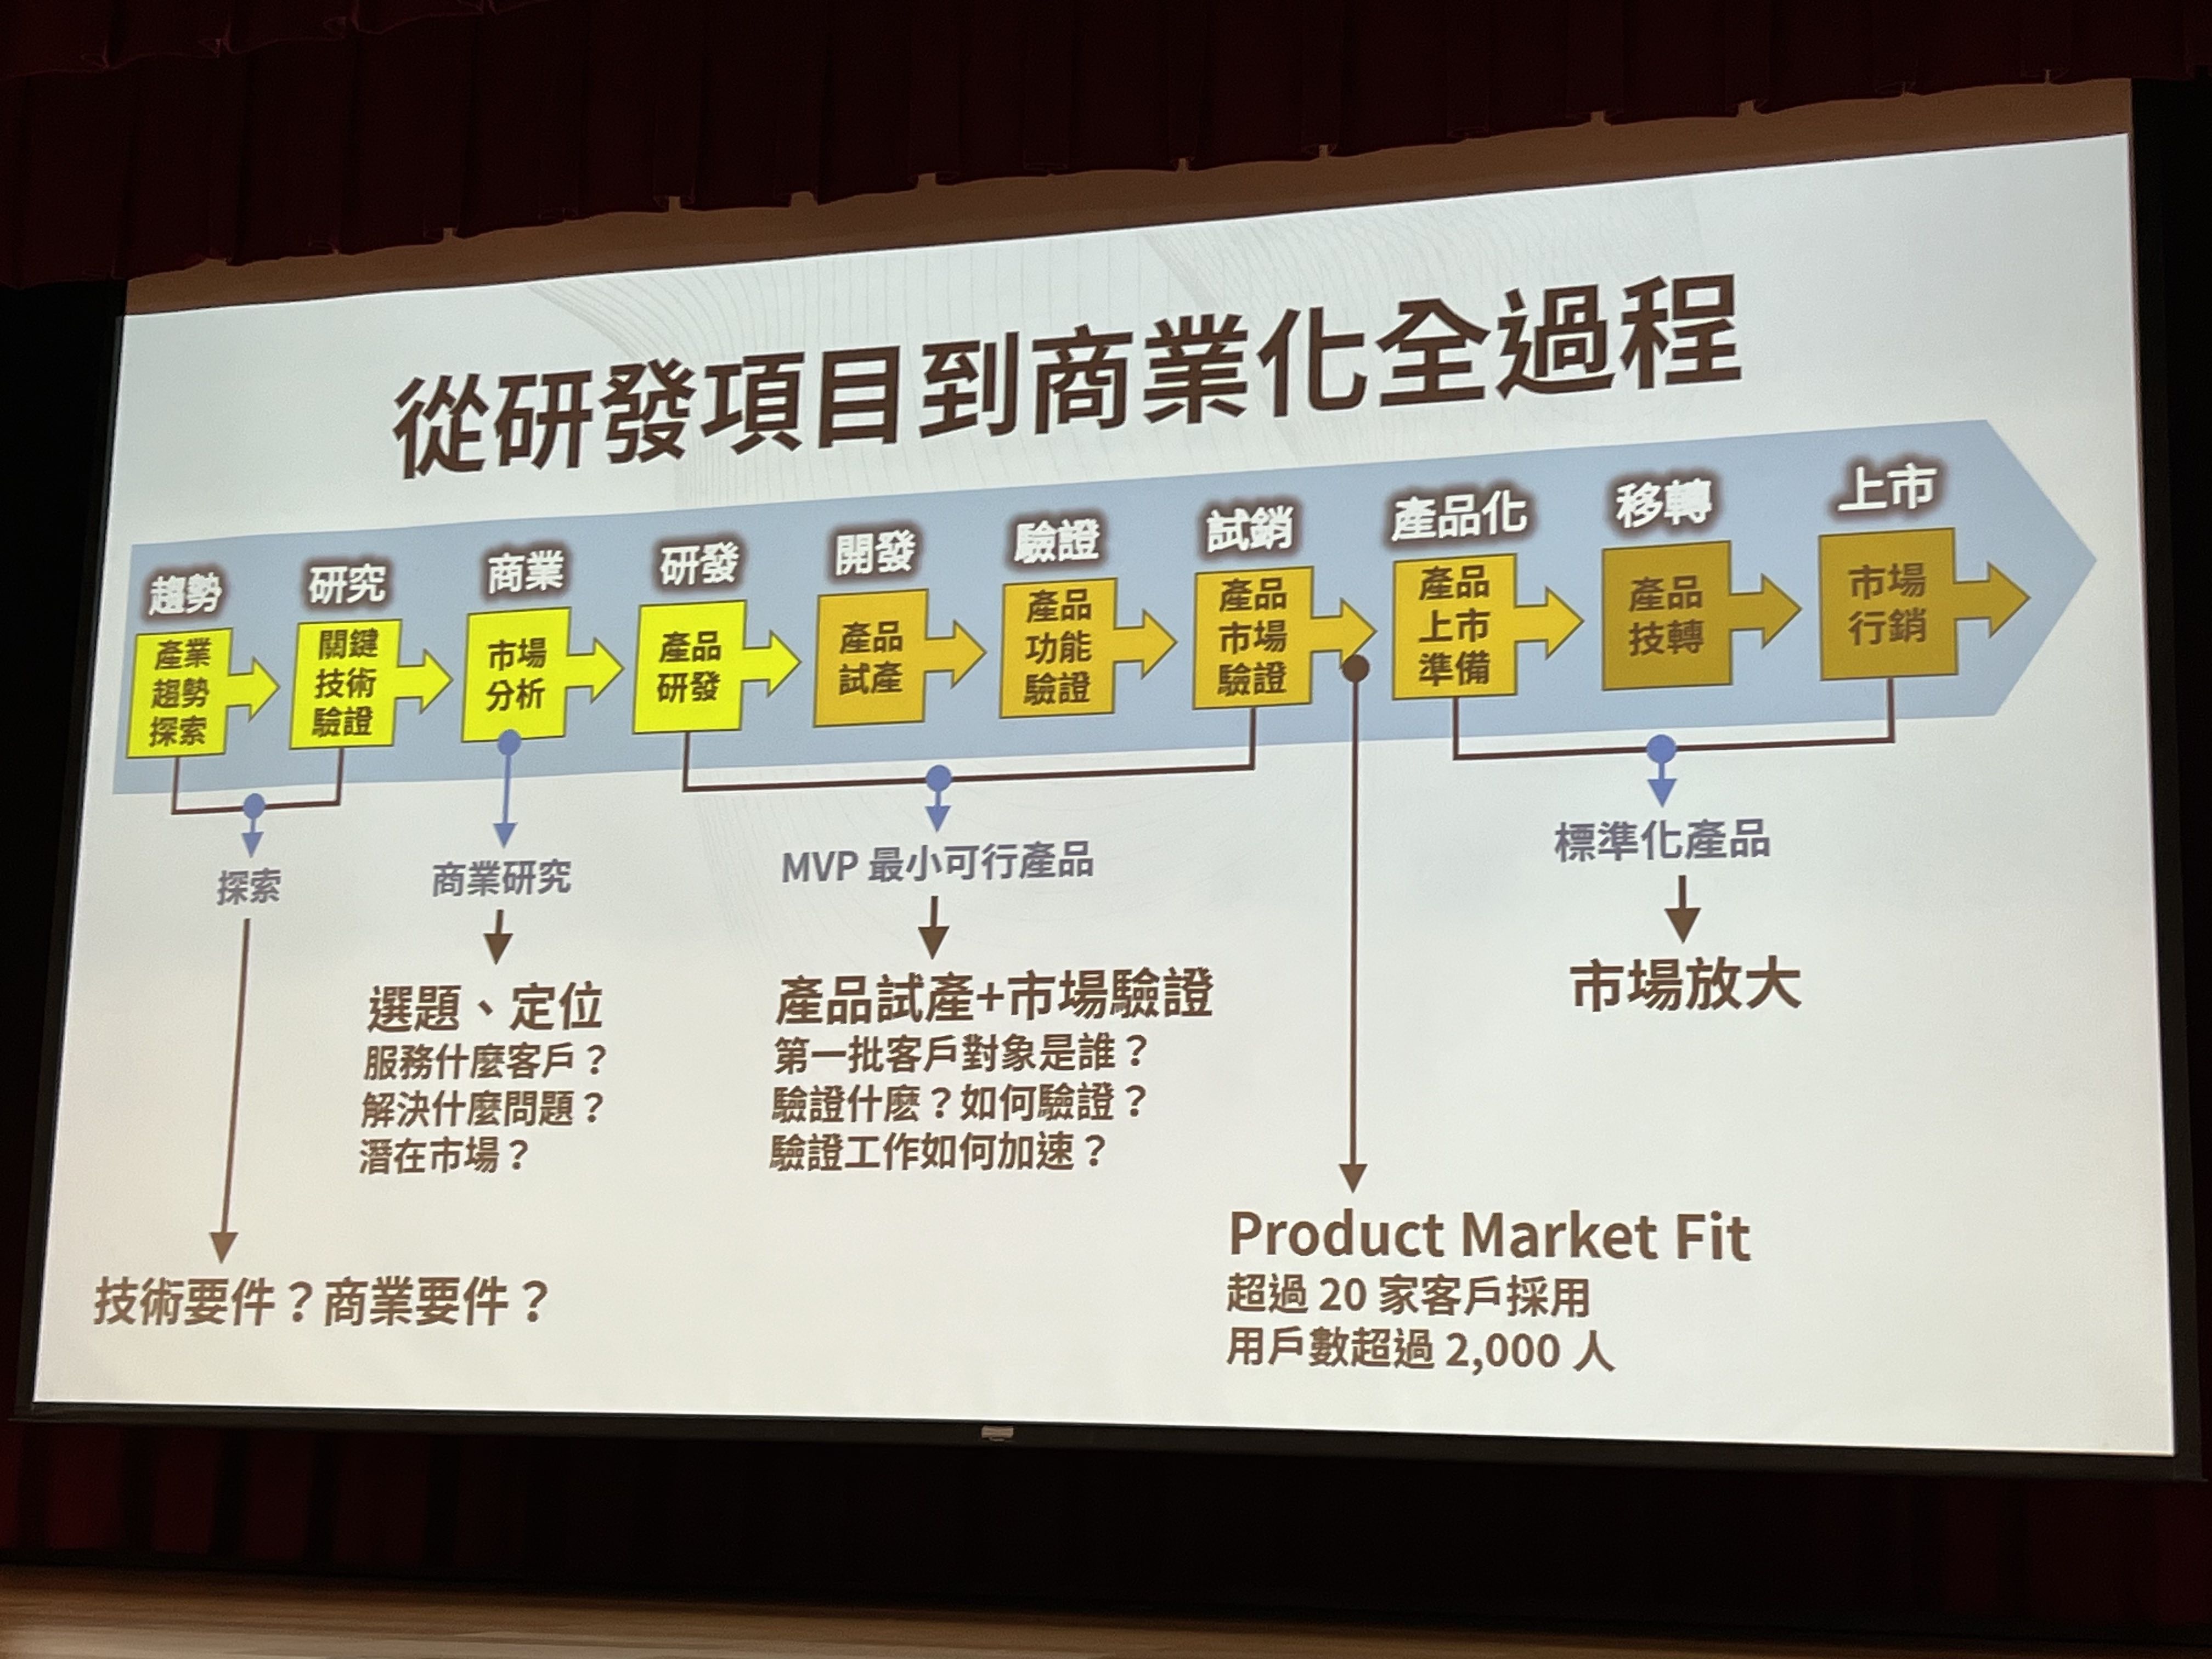 從研發項目到商業化全過程
趨勢
研究
商業
研發
開發
驗證
試銷
產品化
移轉
上市
產業
趨勢
探索
關鍵
技術
驗證
市場
分析
產品
研發
產品
試產
產品
功能
驗證
產品
市場
驗證
產品
上市
準備
產品
技轉
市場
行銷
探索
商業研究
MVP 最小可行產品
標準化產品
選題、定位
服務什麼客戶？
解決什麼問題？
潛在市場？
產品試產+市場驗證
第一批客戶對象是誰？
驗證什麽？如何驗證？
驗證工作如何加速？
市場放大
技術要件？商業要件？
Product Market Fit
超過 20 家客戶採用
用戶數超過 2,000 人